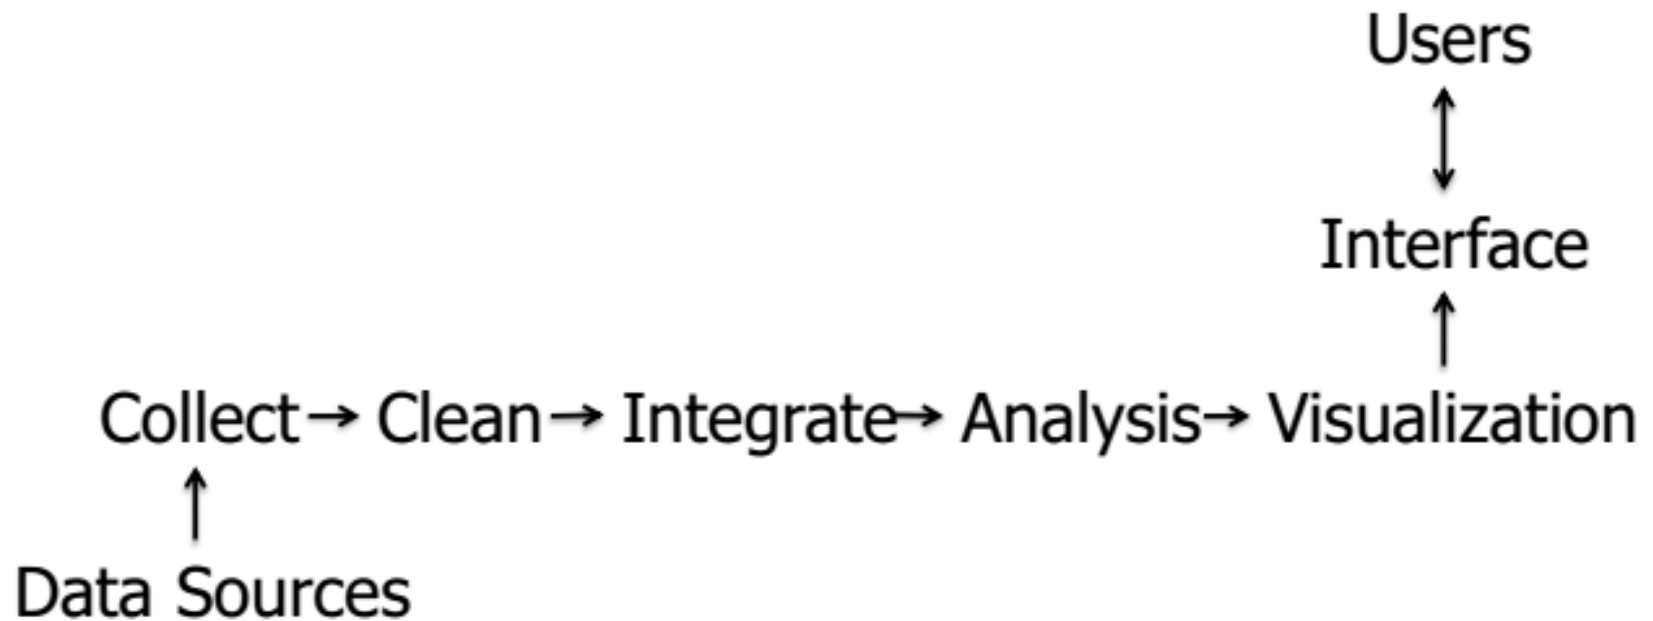 Users
Interface
Collect → Clean → Integrate → Analysis → Visualization
Data Sources